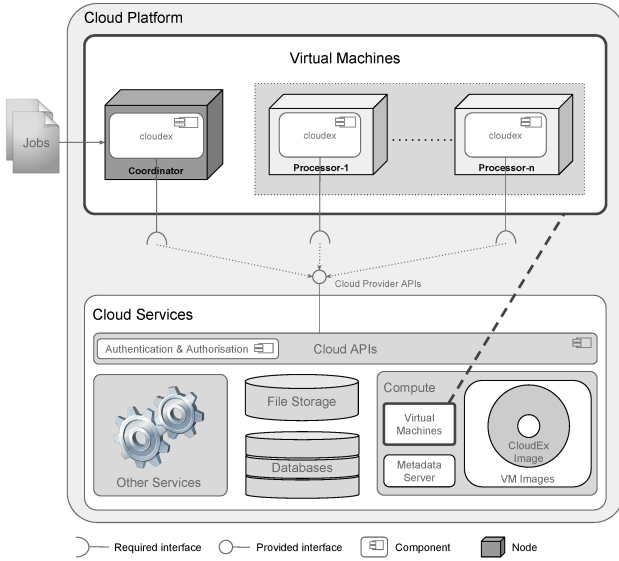 Cloud Platform
Virtual Machines
Jobs
cloudex
Coordinator
cloudex
Processor-1
cloudex
Processor-n
Cloud Provider APIs
Cloud Services
Authentication & Authorisation
Cloud APIs
Other Services
File Storage
Databases
Compute
Virtual
Machines
Metadata
Server
CloudEx
Image
VM Images
Required interface
Provided interface
Component
Node